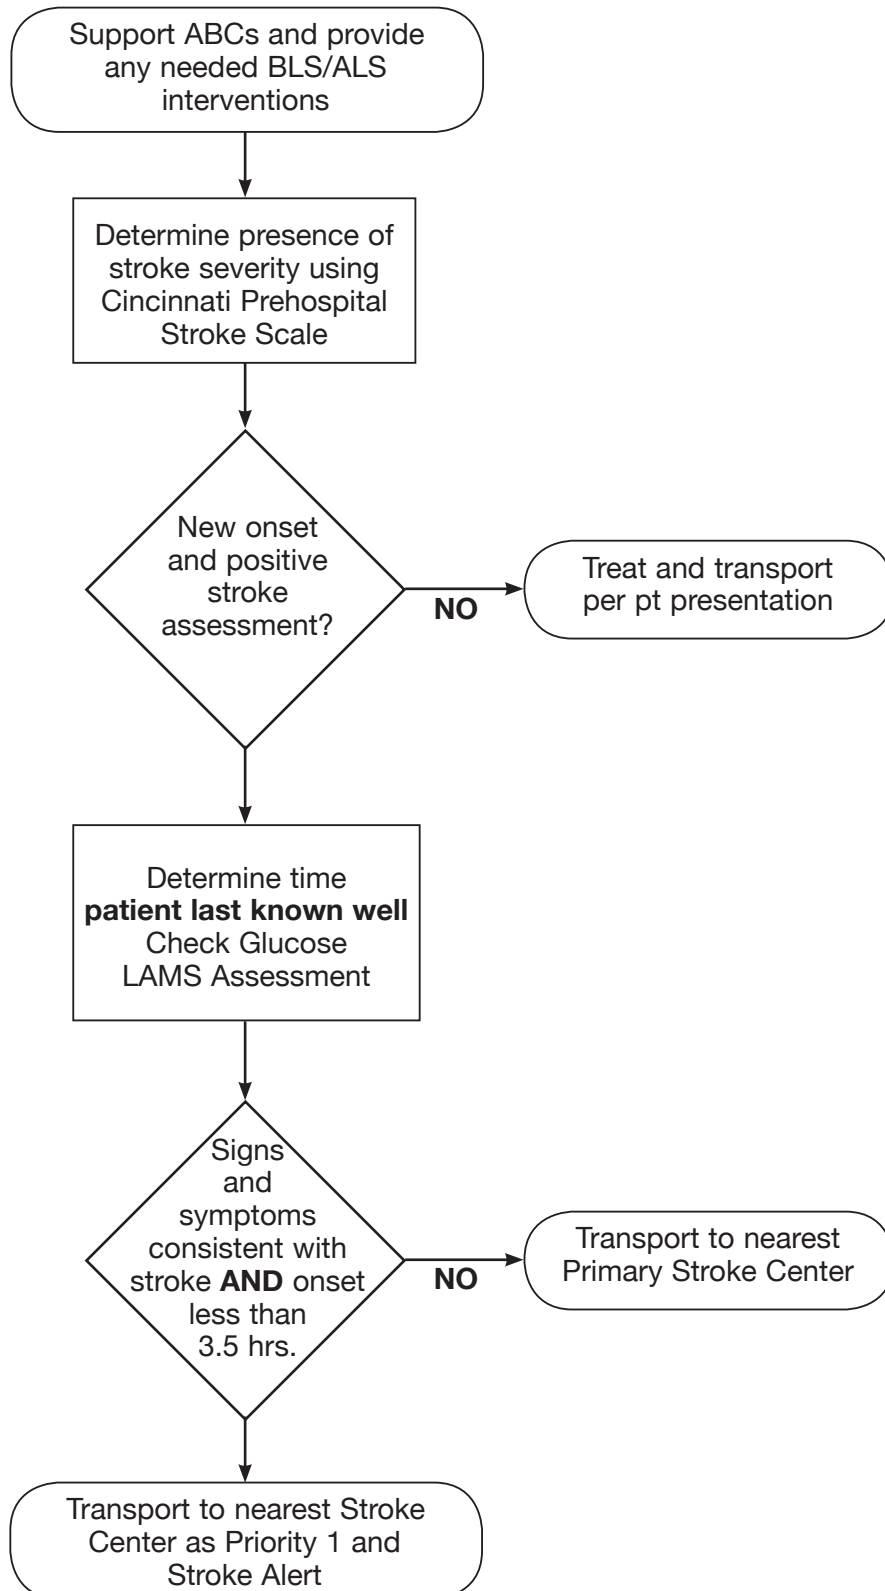 Support ABCs and provide
any needed BLS/ALS
interventions
Determine presence of
stroke severity using
Cincinnati Prehospital
Stroke Scale
New onset
and positive
stroke
assessment?
NO
Treat and transport
per pt presentation
Determine time
patient last known well
Check Glucose
LAMS Assessment
Signs
and
symptoms
consistent with
stroke AND onset
less than
3.5 hrs.
NO
Transport to nearest
Primary Stroke Center
Transport to nearest Stroke
Center as Priority 1 and
Stroke Alert